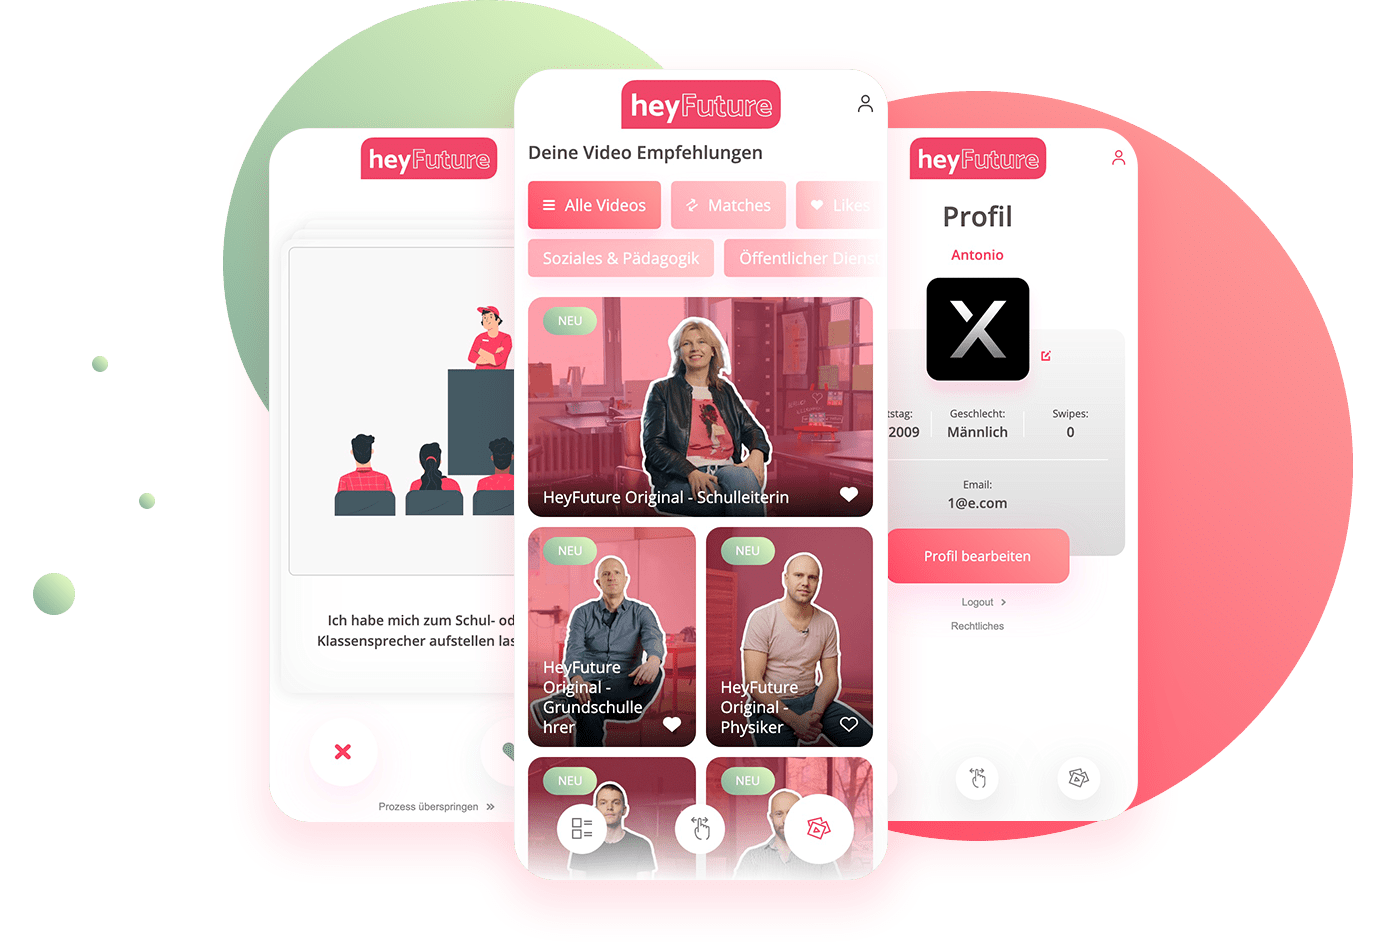 heyFuture
Ich habe mich zum Schul- od
Klassensprecher aufstellen las
Prozess überspringen
heyFuture
Deine Video Empfehlungen
Alle Videos
Matches
Likes
Soziales & Pädagogik
Öffentlicher Dienst
NEU
HeyFuture Original - Schulleiterin
NEU
HeyFuture
Original -
Grundschulle
hrer
NEU
HeyFuture
Original -
Physiker
NEU
NEU
heyFuture
Profil
Antonio
X
tstag:
2009
Geschlecht:
Männlich
Swipes:
0
Email:
1@e.com
Profil bearbeiten
Logout
Rechtliches